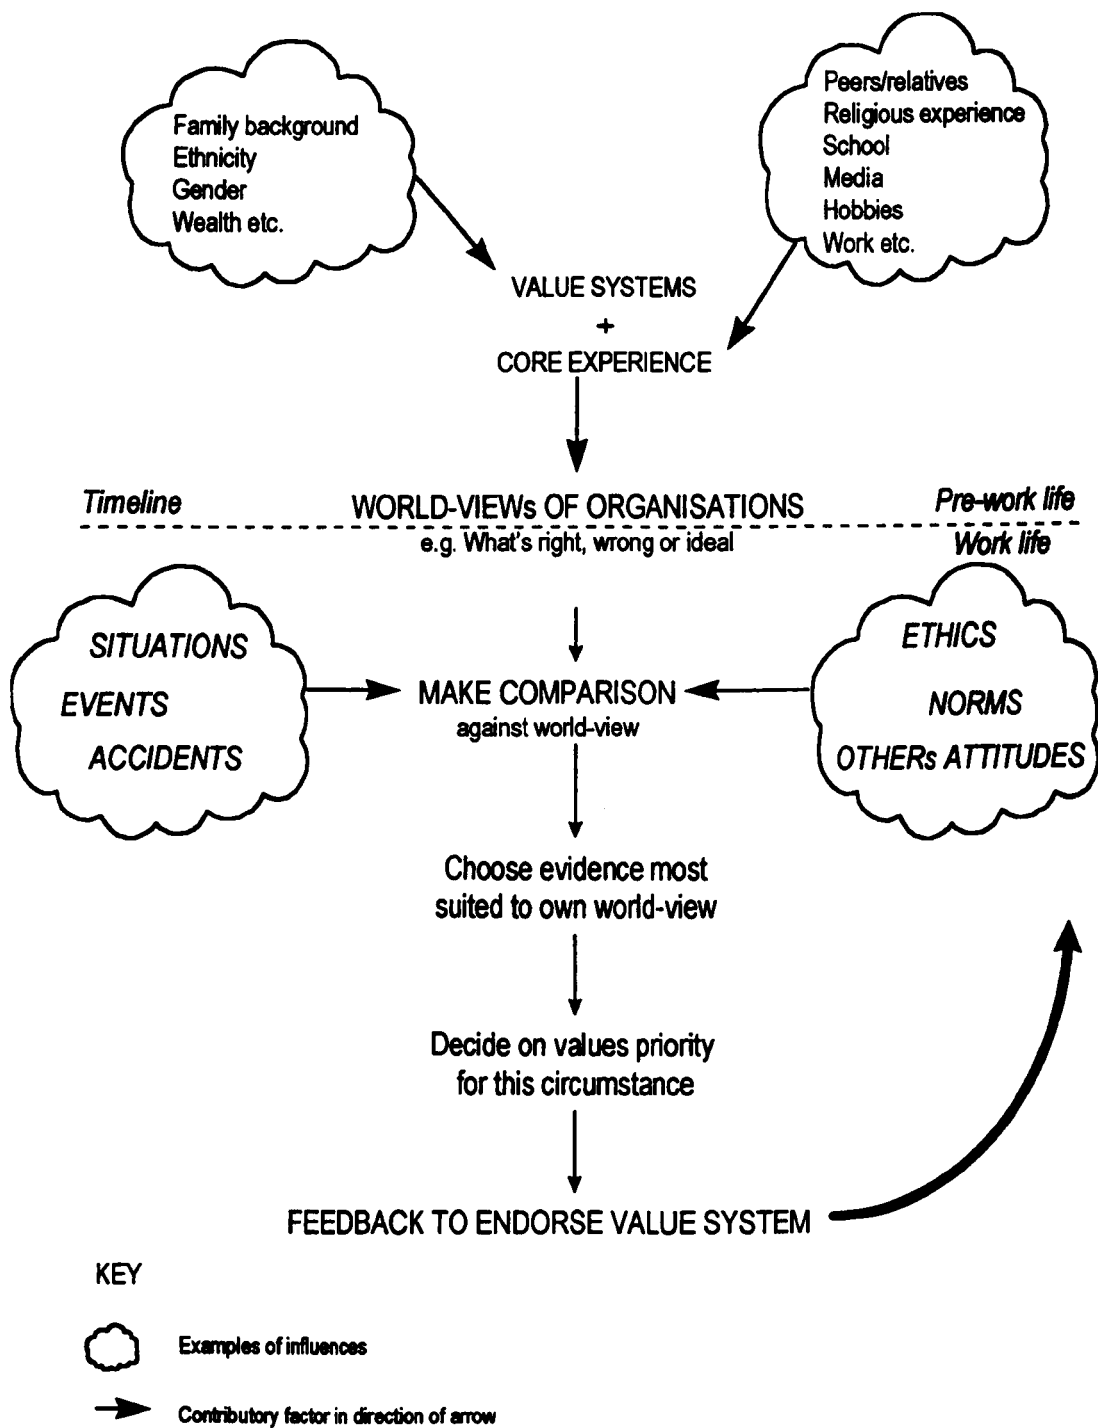 Family background
Ethnicity
Gender
Wealth etc.
Peers/relatives
Religious experience
School
Media
Hobbies
Work etc.
VALUE SYSTEMS
+
CORE EXPERIENCE
Timeline
WORLD-VIEWs OF ORGANISATIONS
Pre-work life
e.g. What's right, wrong or ideal
Work life
SITUATIONS
EVENTS
ACCIDENTS
MAKE COMPARISON
against world-view
ETHICS
NORMS
OTHERs ATTITUDES
Choose evidence most
suited to own world-view
Decide on values priority
for this circumstance
FEEDBACK TO ENDORSE VALUE SYSTEM
KEY
Examples of influences
Contributory factor in direction of arrow